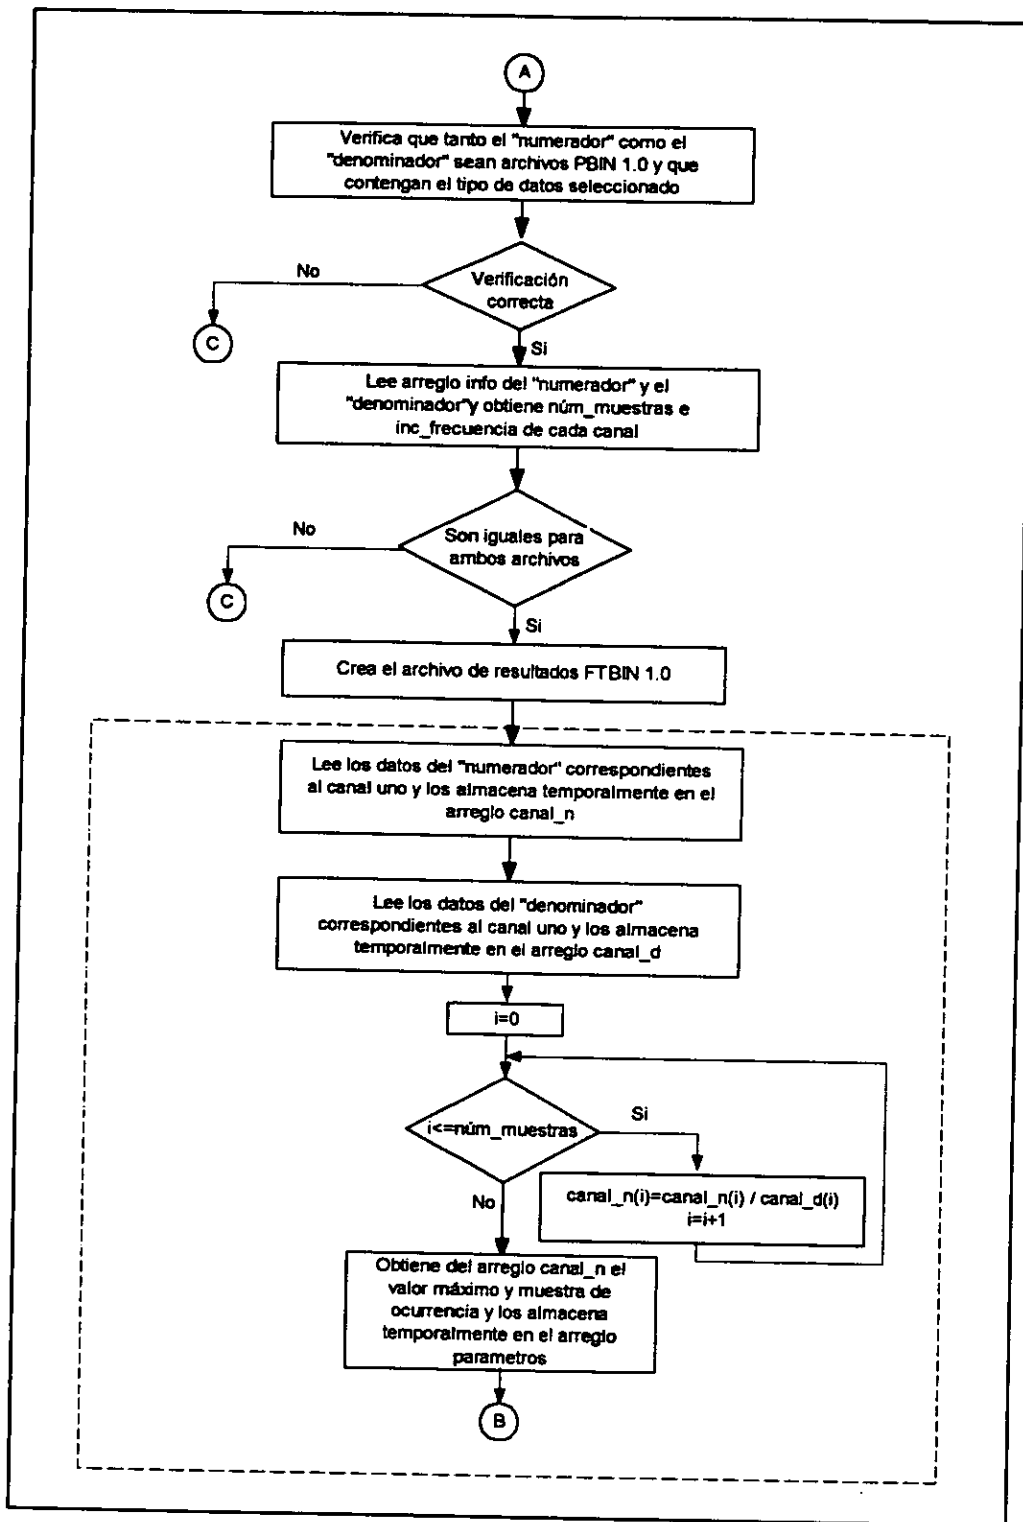 A
Verifica que tanto el "numerador" como el
"denominador" sean archivos PBIN 1.0 y que
contengan el tipo de datos seleccionado
No
Verificación
correcta
C
Si
Lee arreglo info del "numerador" y el
"denominador"y obtiene núm_muestras e
inc_frecuencia de cada canal
No
Son iguales para
ambos archivos
C
Si
Crea el archivo de resultados FTBIN 1.0
Lee los datos del "numerador" correspondientes
al canal uno y los almacena temporalmente en el
arreglo canal_n
Lee los datos del "denominador"
correspondientes al canal uno y los almacena
temporalmente en el arreglo canal_d
i=0
i<=núm_muestras
Si
canal_n(i)=canal_n(i) / canal_d(i)
i=i+1
No
Obtiene del arreglo canal_n el
valor máximo y muestra de
ocurrencia y los almacena
temporalmente en el arreglo
parametros
B